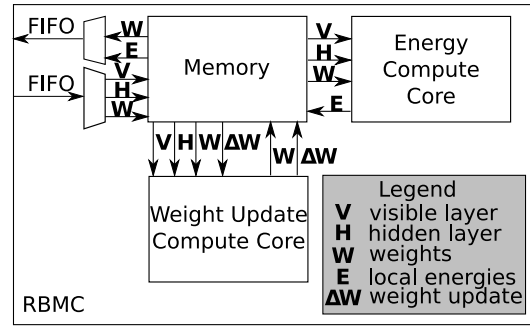 FIFO
W
E
FIFO
V
H
W
Memory
V
H
W
E
Energy
Compute
Core
V H W ΔW
W ΔW
Weight Update
Compute Core
Legend
V visible layer
H hidden layer
W weights
E local energies
ΔW weight update
RBMC